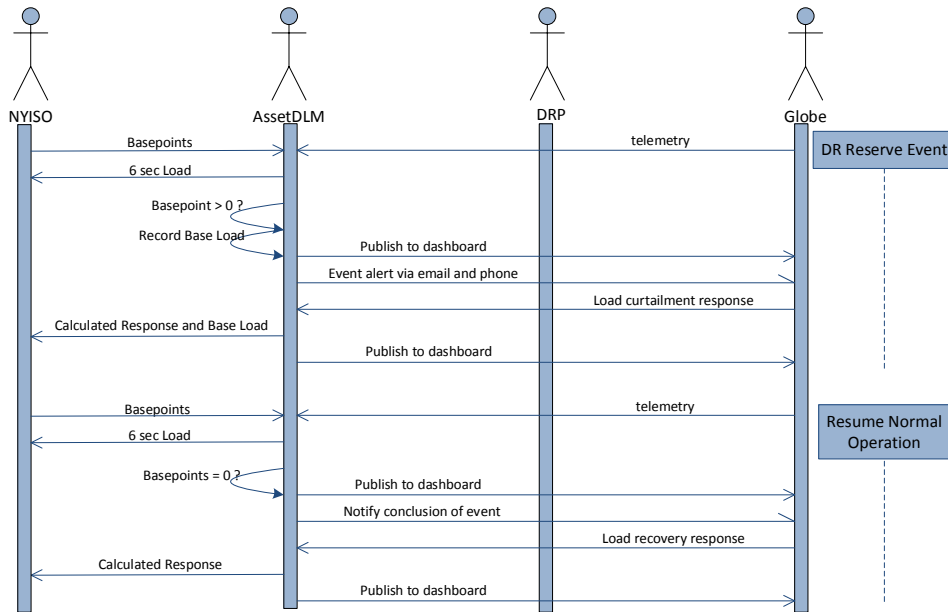 NYISO
AssetDLM
DRP
Globe
Basepoints
telemetry
DR Reserve Event
6 sec Load
Basepoint > 0 ?
Record Base Load
Publish to dashboard
Event alert via email and phone
Load curtailment response
Calculated Response and Base Load
Publish to dashboard
Basepoints
telemetry
Resume Normal
Operation
6 sec Load
Basepoints = 0 ?
Publish to dashboard
Notify conclusion of event
Load recovery response
Calculated Response
Publish to dashboard